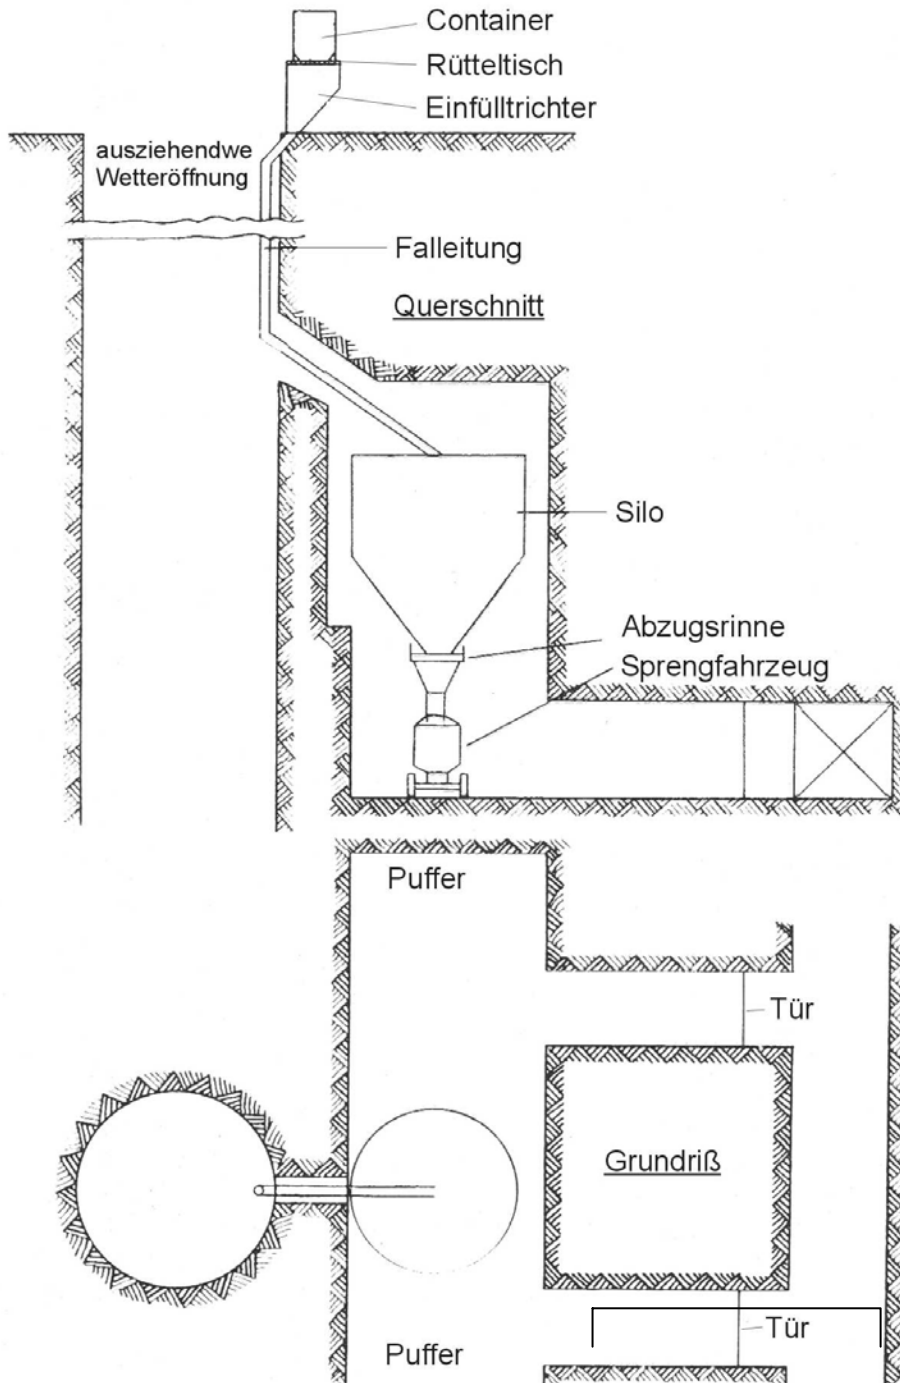 Container
Rütteltisch
Einfülltrichter
ausziehendwe
Wetteröffnung
Falleitung
Querschnitt
Silo
Abzugsrinne
Sprengfahrzeug
Puffer
Tür
Grundriß
Tür
Puffer